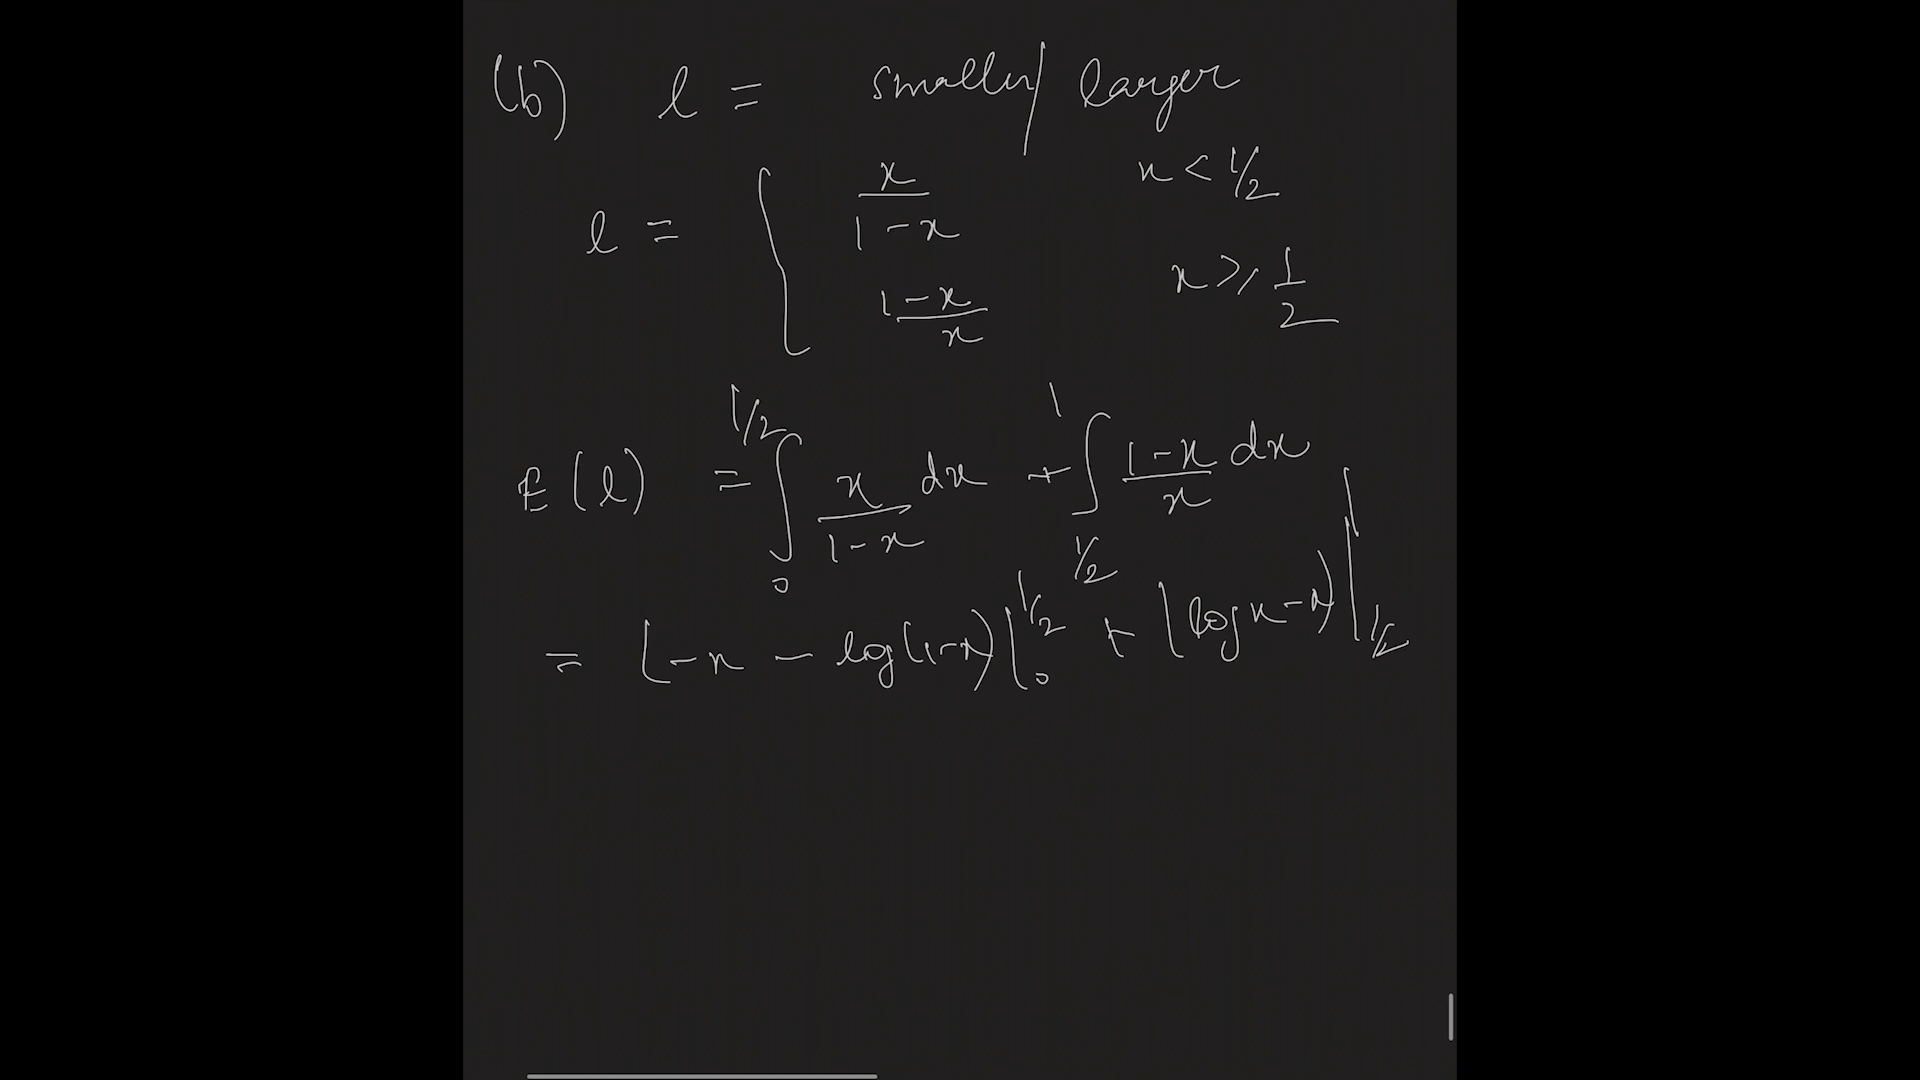 (b) l = smaller/larger
l = { x/(1-x) x < 1/2
(1-x)/x x ≥ 1/2
E(l) = ∫_0^{1/2} x/(1-x) dx + ∫_{1/2}^1 (1-x)/x dx
= (-x - log(1-x))|_0^{1/2} + (log x - x)|_{1/2}^1